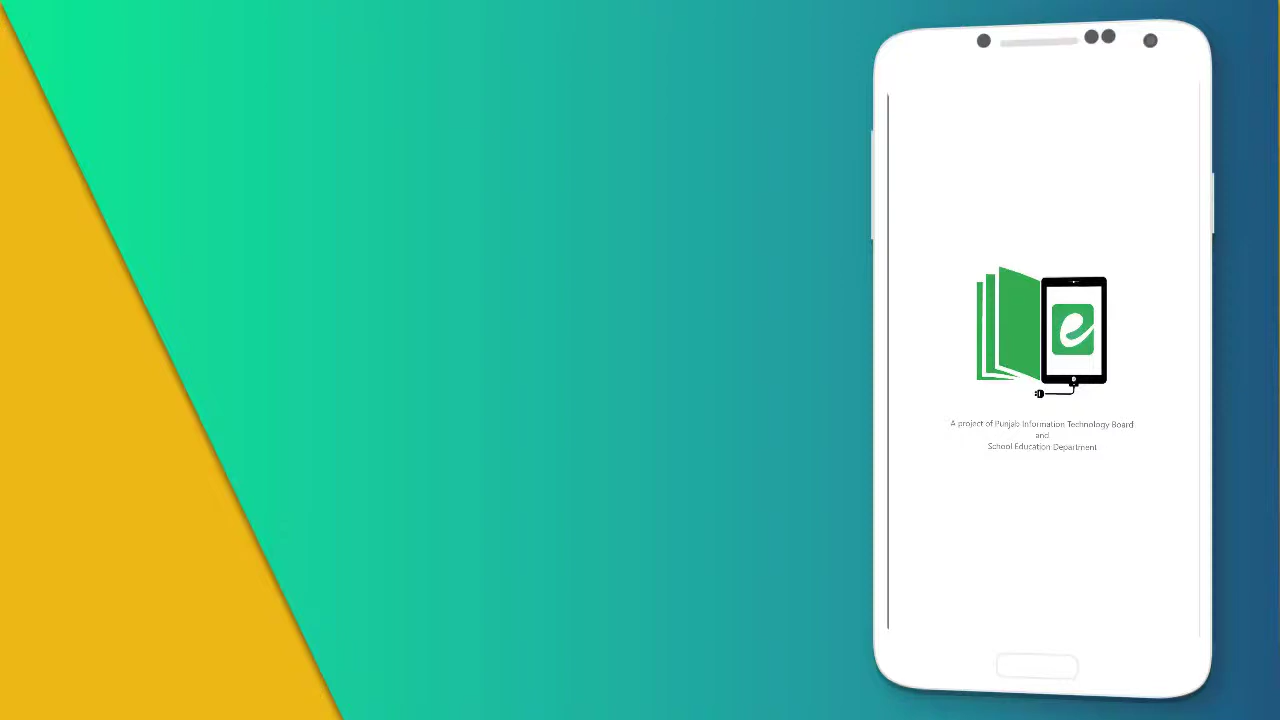 e
A project of Punjab Information Technology Board
and
School Education Department